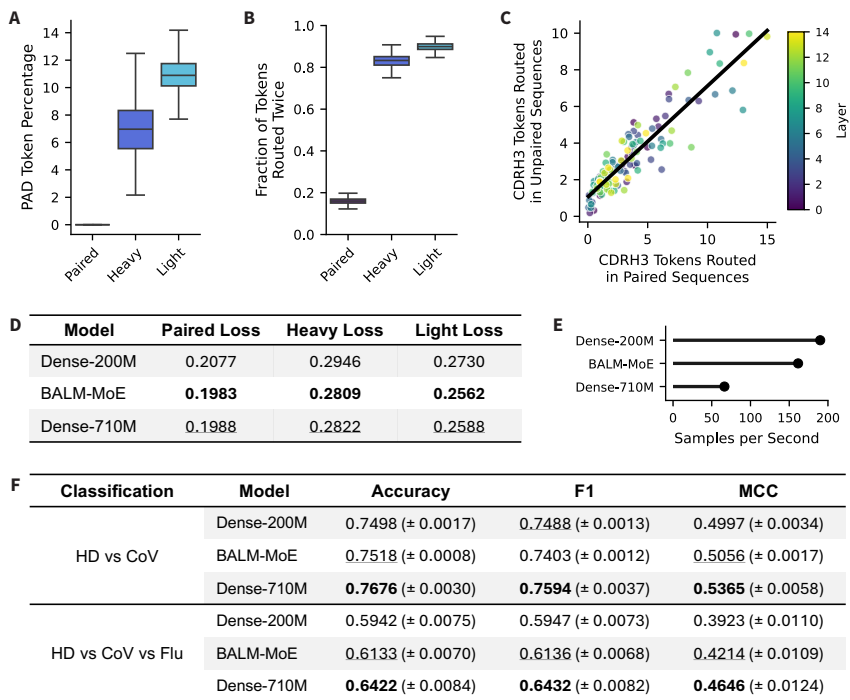 A
PAD Token Percentage
14
12
10
8
6
4
2
0
Paired
Heavy
Light
B
Fraction of Tokens
Routed Twice
1.0
0.8
0.6
0.4
0.2
0.0
Paired
Heavy
Light
C
CDRH3 Tokens Routed
in Unpaired Sequences
10
8
6
4
2
0
0 5 10 15
CDRH3 Tokens Routed
in Paired Sequences
14
12
10
8
6
4
2
0
Layer
D
Model Paired Loss Heavy Loss Light Loss
Dense-200M 0.2077 0.2946 0.2730
BALM-MoE 0.1983 0.2809 0.2562
Dense-710M 0.1988 0.2822 0.2588
E
Dense-200M
BALM-MoE
Dense-710M
0 50 100 150 200
Samples per Second
F
Classification Model Accuracy F1 MCC
HD vs CoV
Dense-200M 0.7498 (± 0.0017) 0.7488 (± 0.0013) 0.4997 (± 0.0034)
BALM-MoE 0.7518 (± 0.0008) 0.7403 (± 0.0012) 0.5056 (± 0.0017)
Dense-710M 0.7676 (± 0.0030) 0.7594 (± 0.0037) 0.5365 (± 0.0058)
HD vs CoV vs Flu
Dense-200M 0.5942 (± 0.0075) 0.5947 (± 0.0073) 0.3923 (± 0.0110)
BALM-MoE 0.6133 (± 0.0070) 0.6136 (± 0.0068) 0.4214 (± 0.0109)
Dense-710M 0.6422 (± 0.0084) 0.6432 (± 0.0082) 0.4646 (± 0.0124)